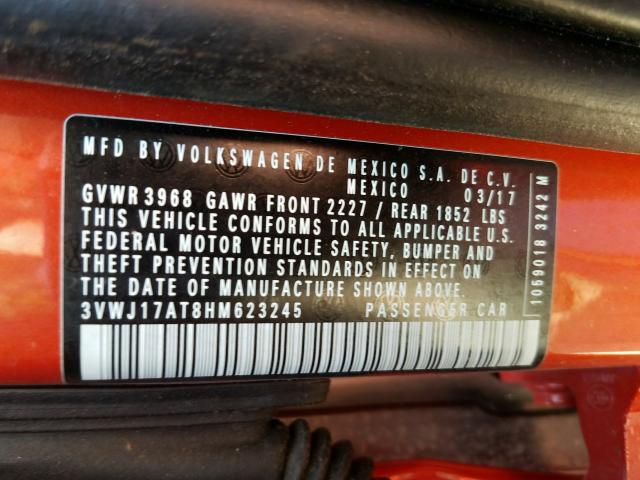 MFD BY VOLKSWAGEN DE MEXICO S.A. DE C.V.
MEXICO 03/17
GVWR 3968 GAWR FRONT 2227 / REAR 1852 LBS
THIS VEHICLE CONFORMS TO ALL APPLICABLE U.S.
FEDERAL MOTOR VEHICLE SAFETY, BUMPER AND
THEFT PREVENTION STANDARDS IN EFFECT ON
THE DATE OF MANUFACTURE SHOWN ABOVE.
3VWJ17AT8HM623245 PASSENGER CAR
1059018 3242 M